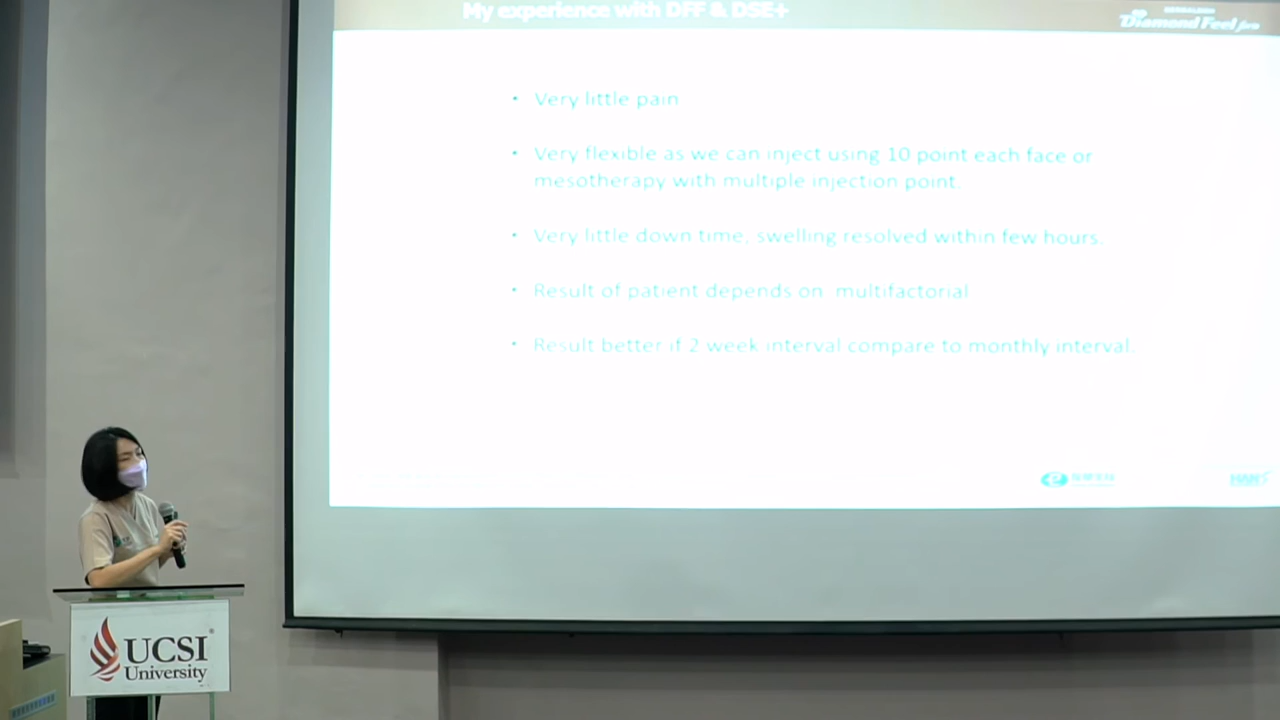 My experience with DFF & DSE+
Diamond Feel fro
• Very little pain
• Very flexible as we can inject using 10 point each face or
mesotherapy with multiple injection point.
• Very little down time, swelling resolved within few hours.
• Result of patient depends on multifactorial
• Result better if 2 week interval compare to monthly interval.
UCSI
University